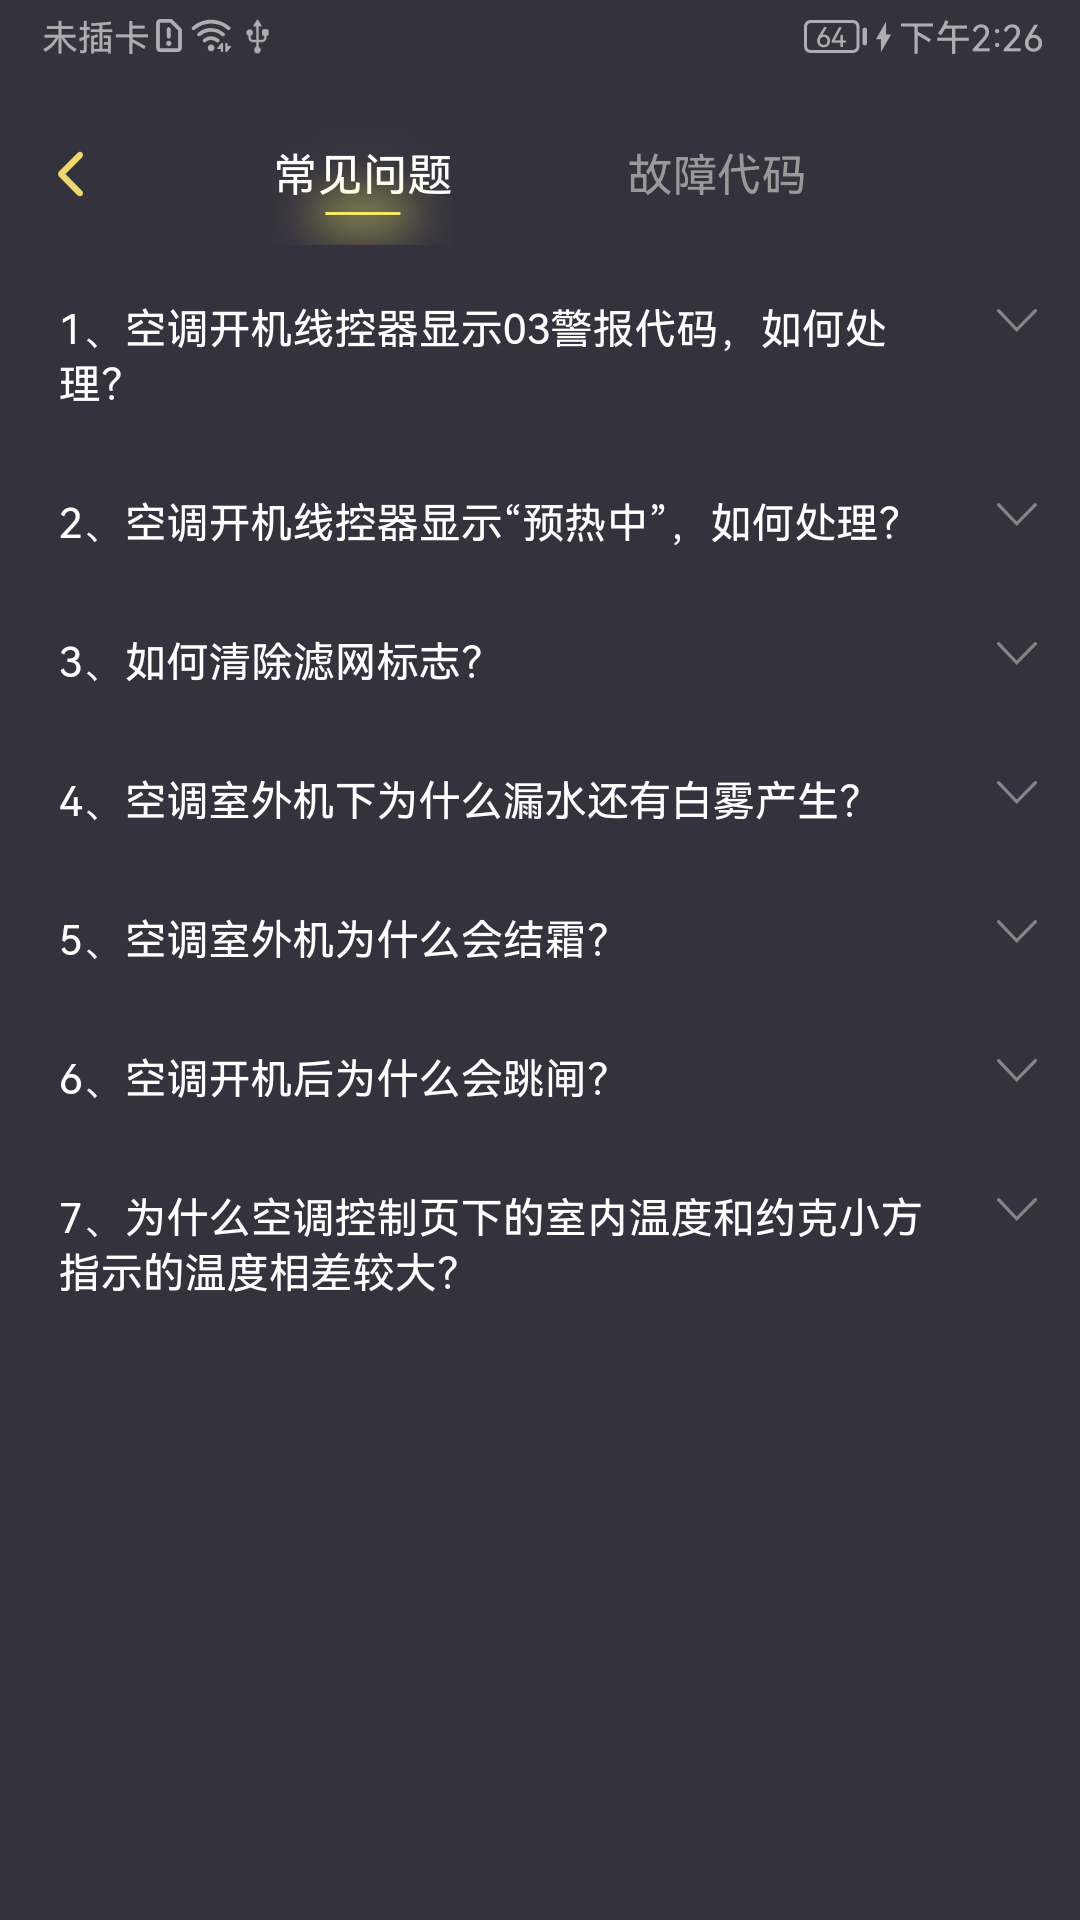 未插卡 64 下午2:26
常见问题 故障代码
1、空调开机线控器显示03警报代码，如何处
理？
2、空调开机线控器显示“预热中”，如何处理？
3、如何清除滤网标志？
4、空调室外机下为什么漏水还有白雾产生？
5、空调室外机为什么会结霜？
6、空调开机后为什么会跳闸？
7、为什么空调控制页下的室内温度和约克小方
指示的温度相差较大？